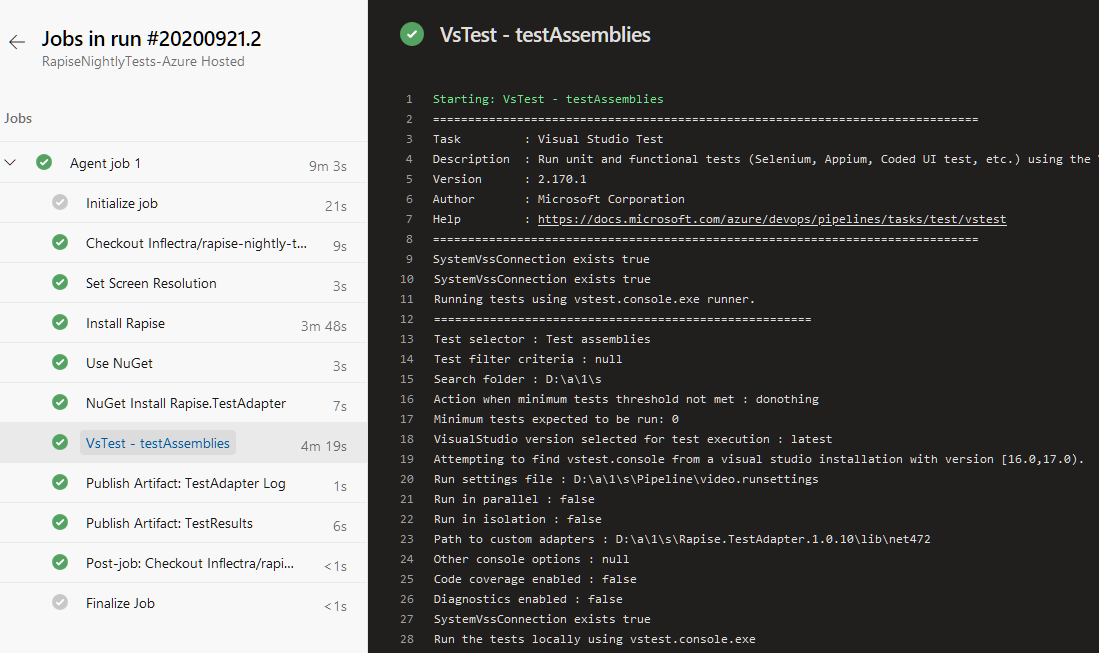 Jobs in run #20200921.2
RapiseNightlyTests-Azure Hosted
Jobs
Agent job 1 9m 3s
Initialize job 21s
Checkout Inflectra/rapise-nightly-t... 9s
Set Screen Resolution 3s
Install Rapise 3m 48s
Use NuGet 3s
NuGet Install Rapise.TestAdapter 7s
VsTest - testAssemblies 4m 19s
Publish Artifact: TestAdapter Log 1s
Publish Artifact: TestResults 6s
Post-job: Checkout Inflectra/rapi... <1s
Finalize Job <1s
VsTest - testAssemblies
1 Starting: VsTest - testAssemblies
2 ==============================================================================
3 Task : Visual Studio Test
4 Description : Run unit and functional tests (Selenium, Appium, Coded UI test, etc.) using the
5 Version : 2.170.1
6 Author : Microsoft Corporation
7 Help : https://docs.microsoft.com/azure/devops/pipelines/tasks/test/vstest
8 ==============================================================================
9 SystemVssConnection exists true
10 SystemVssConnection exists true
11 Running tests using vstest.console.exe runner.
12 ======================================================
13 Test selector : Test assemblies
14 Test filter criteria : null
15 Search folder : D:\a\1\s
16 Action when minimum tests threshold not met : donothing
17 Minimum tests expected to be run: 0
18 VisualStudio version selected for test execution : latest
19 Attempting to find vstest.console from a visual studio installation with version [16.0,17.0).
20 Run settings file : D:\a\1\s\Pipeline\video.runsettings
21 Run in parallel : false
22 Run in isolation : false
23 Path to custom adapters : D:\a\1\s\Rapise.TestAdapter.1.0.10\lib\net472
24 Other console options : null
25 Code coverage enabled : false
26 Diagnostics enabled : false
27 SystemVssConnection exists true
28 Run the tests locally using vstest.console.exe